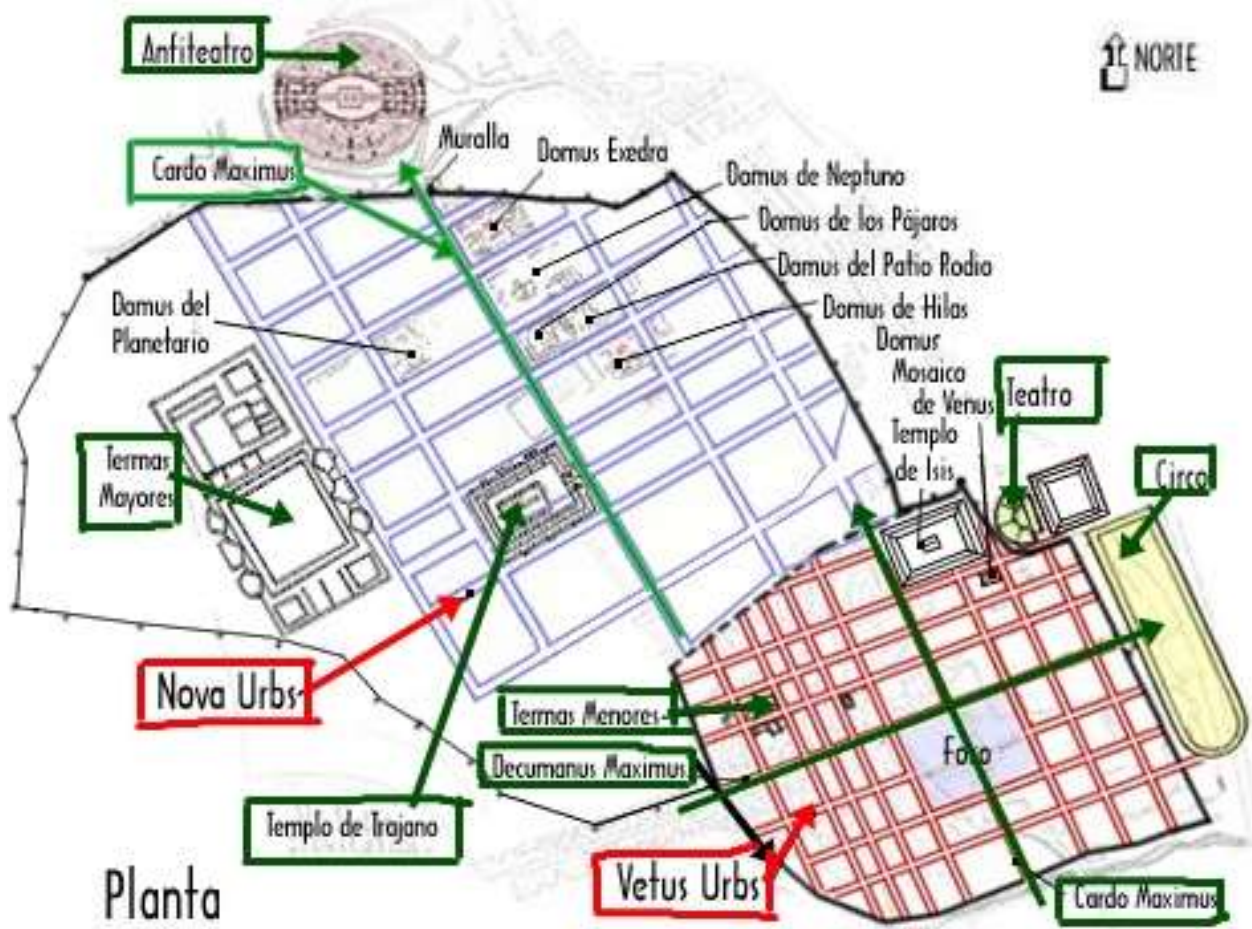 Anfiteatro
NORTE
Cardo Maximus
Muralla
Domus Exedra
Domus de Neptuno
Domus de los Pájaros
Domus del Patio Rodio
Domus de Hilas
Domus del
Planetario
Domur
Mosaico
de Venus
Teatro
Templo
de Isis
Circo
Termas
Mayores
Nova Urbs
Termas Menores
Decumanus Maximus
Foro
Templo de Trajano
Vetus Urbs
Cardo Maximus
Planta